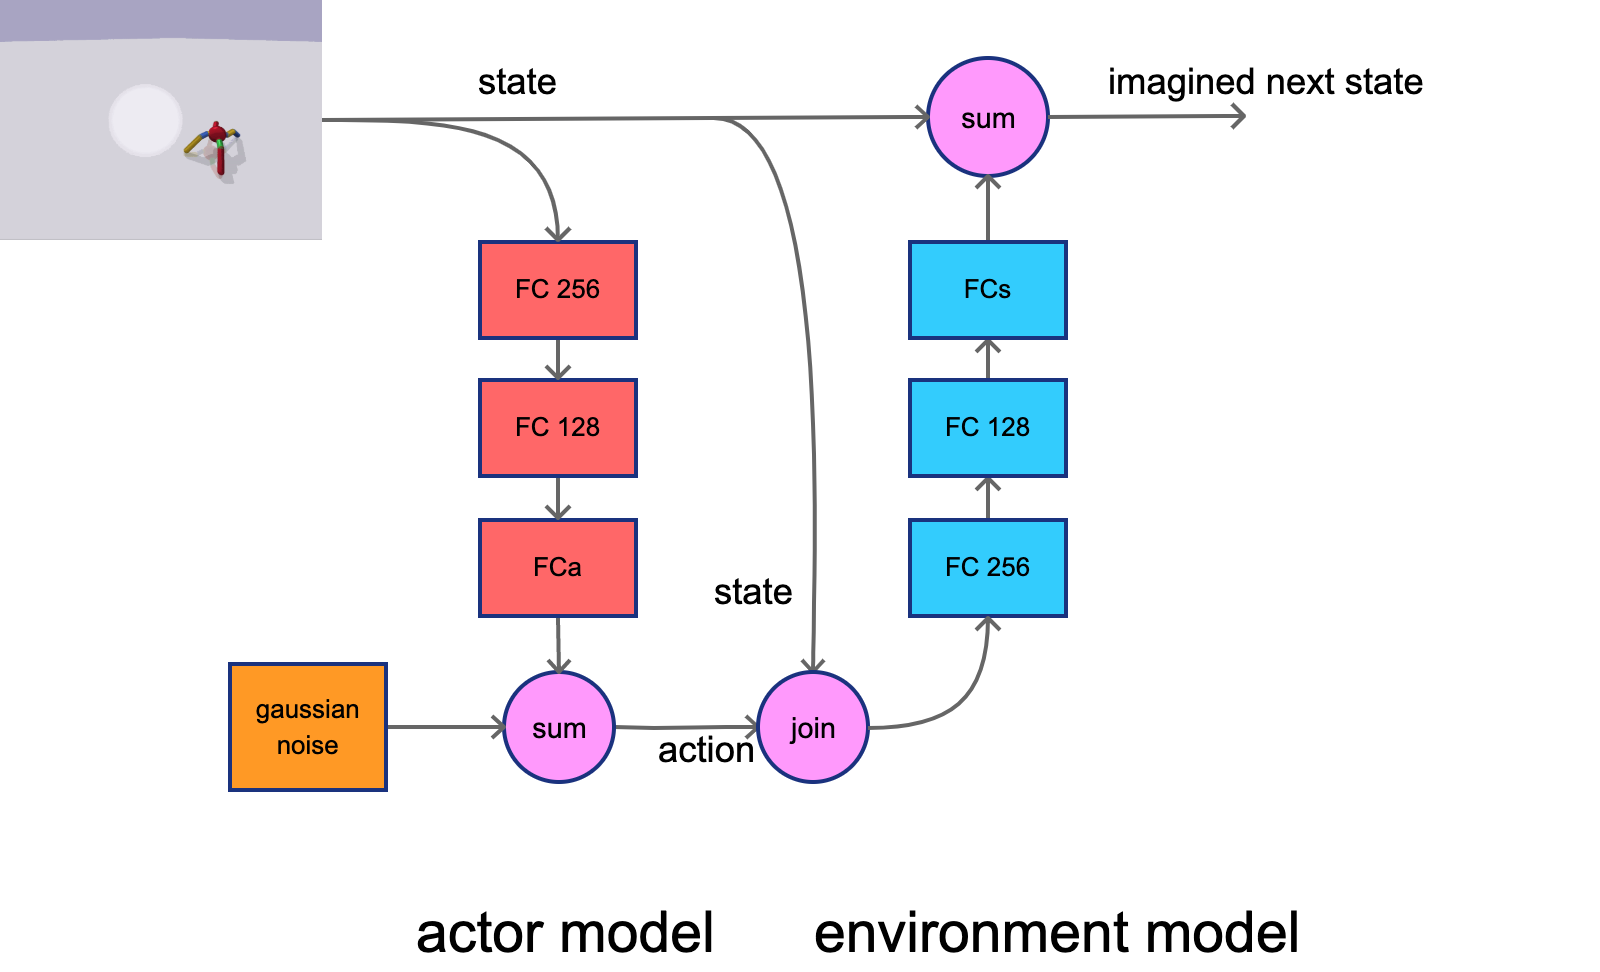 state
imagined next state
sum
FC 256
FCs
FC 128
FC 128
FCa
FC 256
state
gaussian
noise
sum
action
join
actor model
environment model